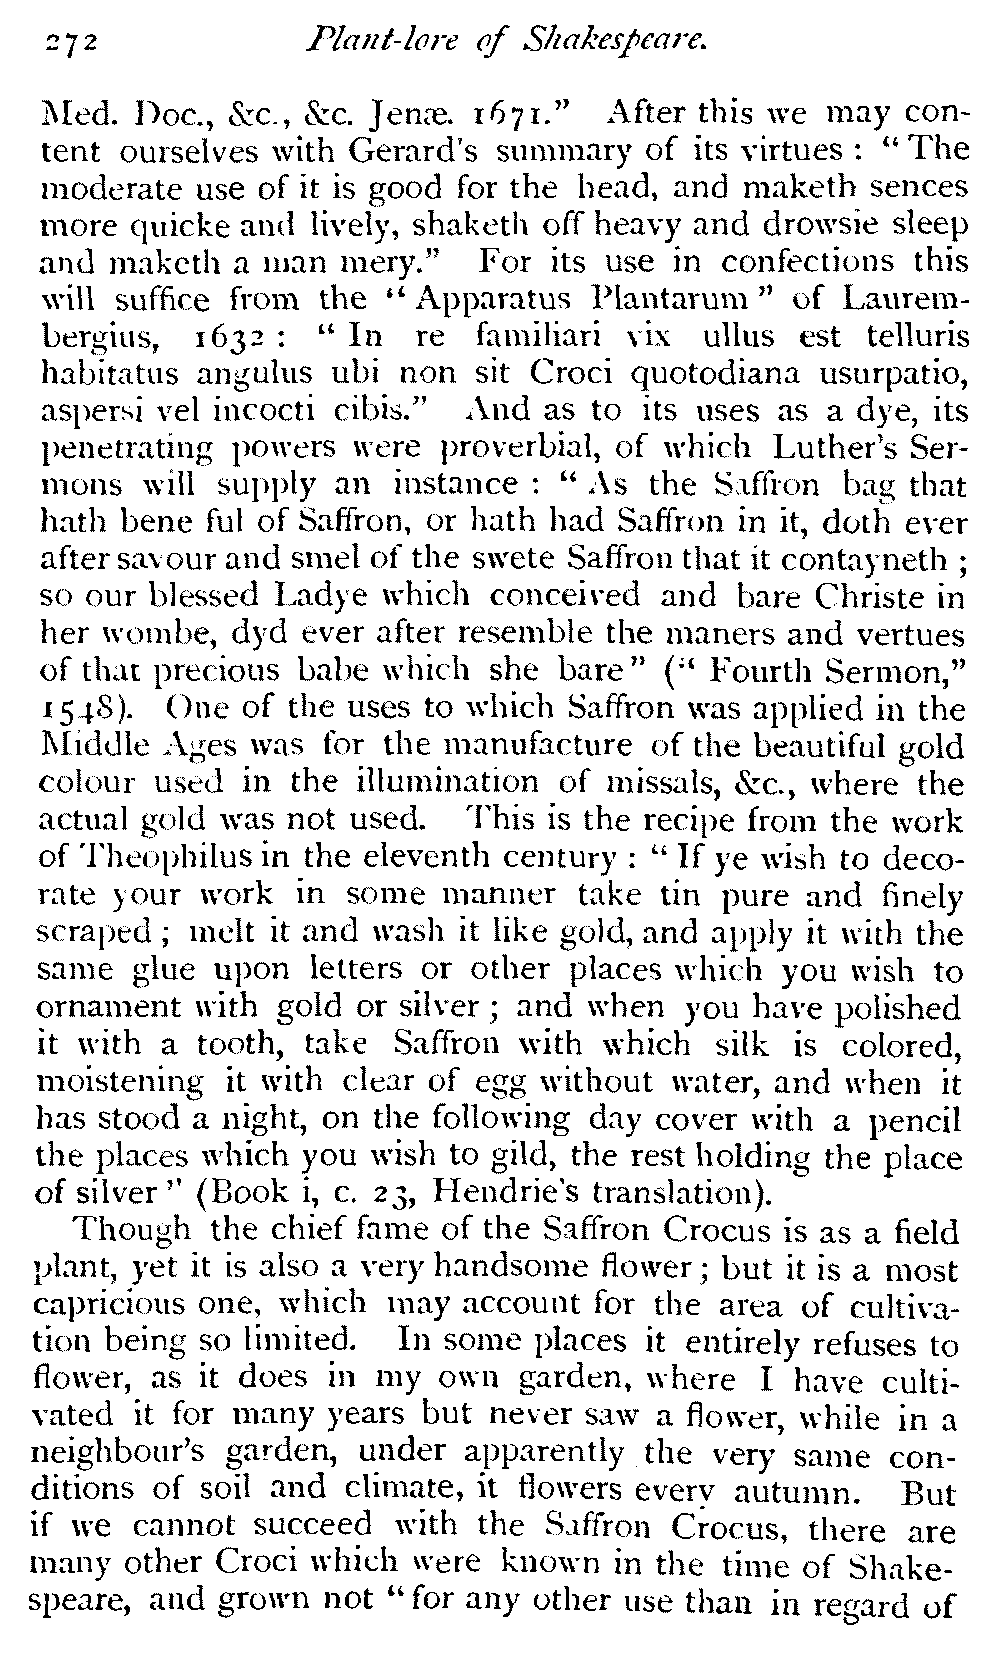 272 Plant-lore of Shakespeare.
Med. Doc., &c., &c. Jenæ. 1671." After this we may con-
tent ourselves with Gerard's summary of its virtues : "The
moderate use of it is good for the head, and maketh sences
more quicke and lively, shaketh off heavy and drowsie sleep
and maketh a man mery." For its use in confections this
will suffice from the "Apparatus Plantarum" of Laurem-
bergius, 1632 : "In re familiari vix ullus est telluris
habitatus angulus ubi non sit Croci quotodiana usurpatio,
aspersi vel incocti cibis." And as to its uses as a dye, its
penetrating powers were proverbial, of which Luther's Ser-
mons will supply an instance : "As the Saffron bag that
hath bene ful of Saffron, or hath had Saffron in it, doth ever
after savour and smel of the swete Saffron that it contayneth ;
so our blessed Ladye which conceived and bare Christe in
her wombe, dyd ever after resemble the maners and vertues
of that precious babe which she bare" ("Fourth Sermon,"
1548). One of the uses to which Saffron was applied in the
Middle Ages was for the manufacture of the beautiful gold
colour used in the illumination of missals, &c., where the
actual gold was not used. This is the recipe from the work
of Theophilus in the eleventh century : "If ye wish to deco-
rate your work in some manner take tin pure and finely
scraped ; melt it and wash it like gold, and apply it with the
same glue upon letters or other places which you wish to
ornament with gold or silver ; and when you have polished
it with a tooth, take Saffron with which silk is colored,
moistening it with clear of egg without water, and when it
has stood a night, on the following day cover with a pencil
the places which you wish to gild, the rest holding the place
of silver" (Book i, c. 23, Hendrie's translation).
Though the chief fame of the Saffron Crocus is as a field
plant, yet it is also a very handsome flower ; but it is a most
capricious one, which may account for the area of cultiva-
tion being so limited. In some places it entirely refuses to
flower, as it does in my own garden, where I have culti-
vated it for many years but never saw a flower, while in a
neighbour's garden, under apparently the very same con-
ditions of soil and climate, it flowers every autumn. But
if we cannot succeed with the Saffron Crocus, there are
many other Croci which were known in the time of Shake-
speare, and grown not "for any other use than in regard of